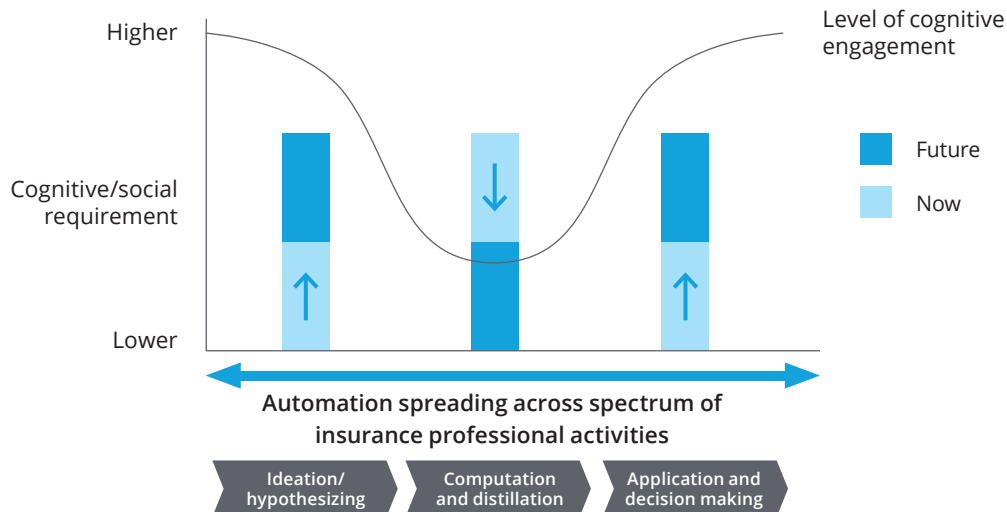 Higher
Level of cognitive
engagement
Future
Cognitive/social
requirement
Now
Lower
Automation spreading across spectrum of
insurance professional activities
Ideation/
hypothesizing
Computation
and distillation
Application and
decision making